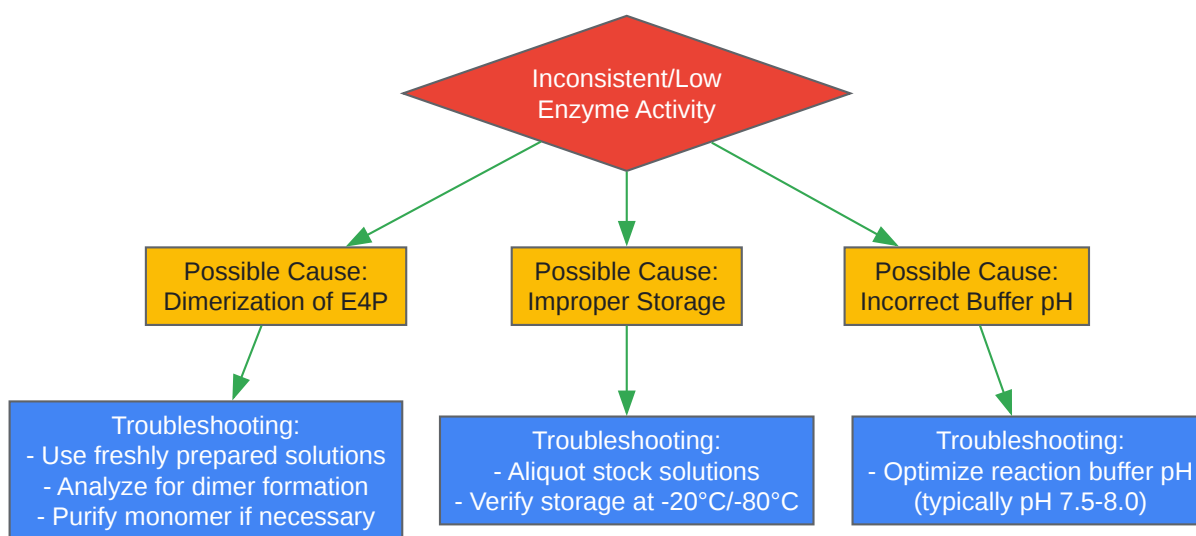 Inconsistent/Low
Enzyme Activity
Possible Cause:
Dimerization of E4P
Possible Cause:
Improper Storage
Possible Cause:
Incorrect Buffer pH
Troubleshooting:
- Use freshly prepared solutions
- Analyze for dimer formation
- Purify monomer if necessary
Troubleshooting:
- Aliquot stock solutions
- Verify storage at -20°C/-80°C
Troubleshooting:
- Optimize reaction buffer pH
(typically pH 7.5-8.0)